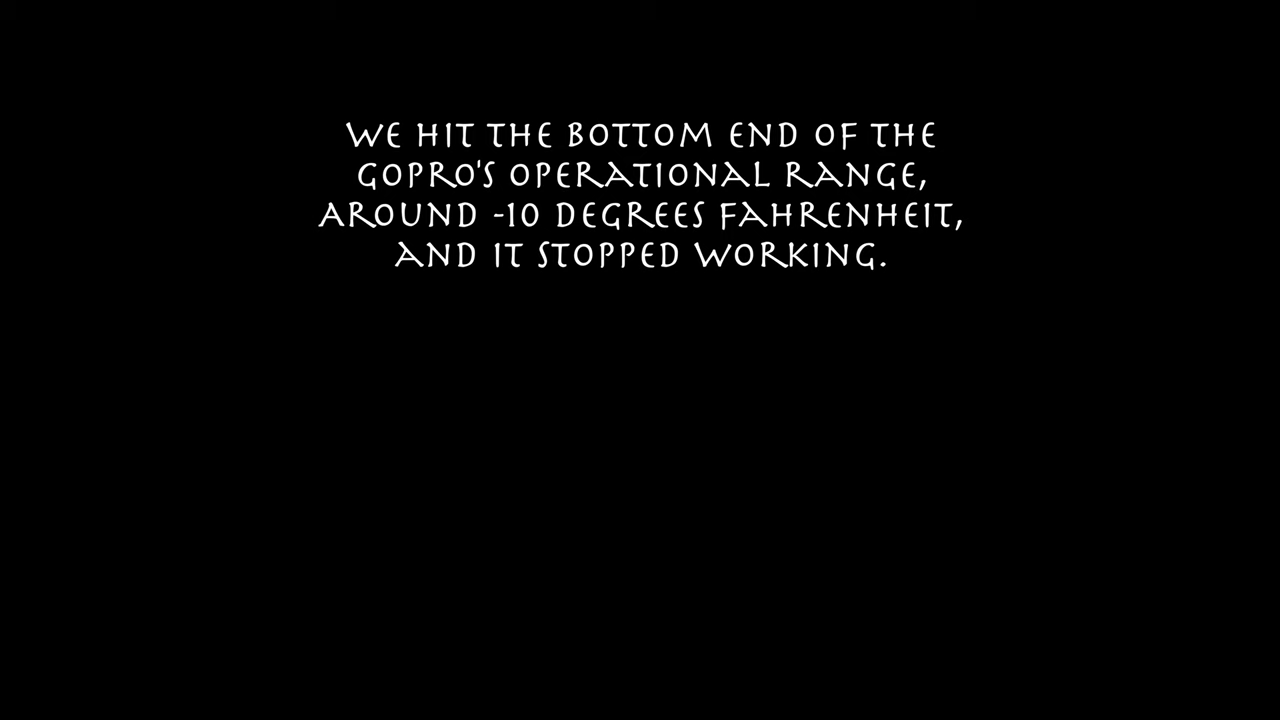 WE HIT THE BOTTOM END OF THE
GOPRO'S OPERATIONAL RANGE,
AROUND -10 DEGREES FAHRENHEIT,
AND IT STOPPED WORKING.